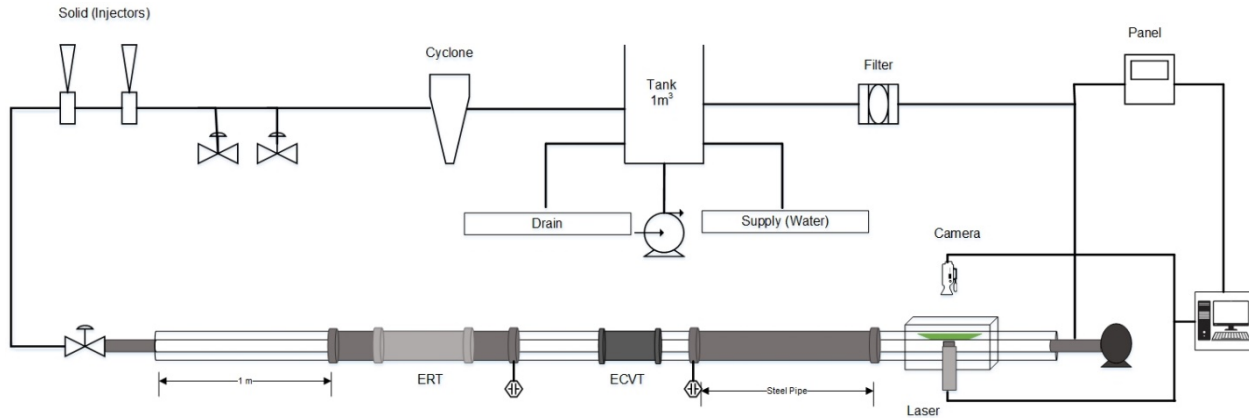 Solid (Injectors)
Cyclone
Tank
1m³
Filter
Panel
Drain
Supply (Water)
Camera
1 m
ERT
ECVT
Steel Pipe
Laser